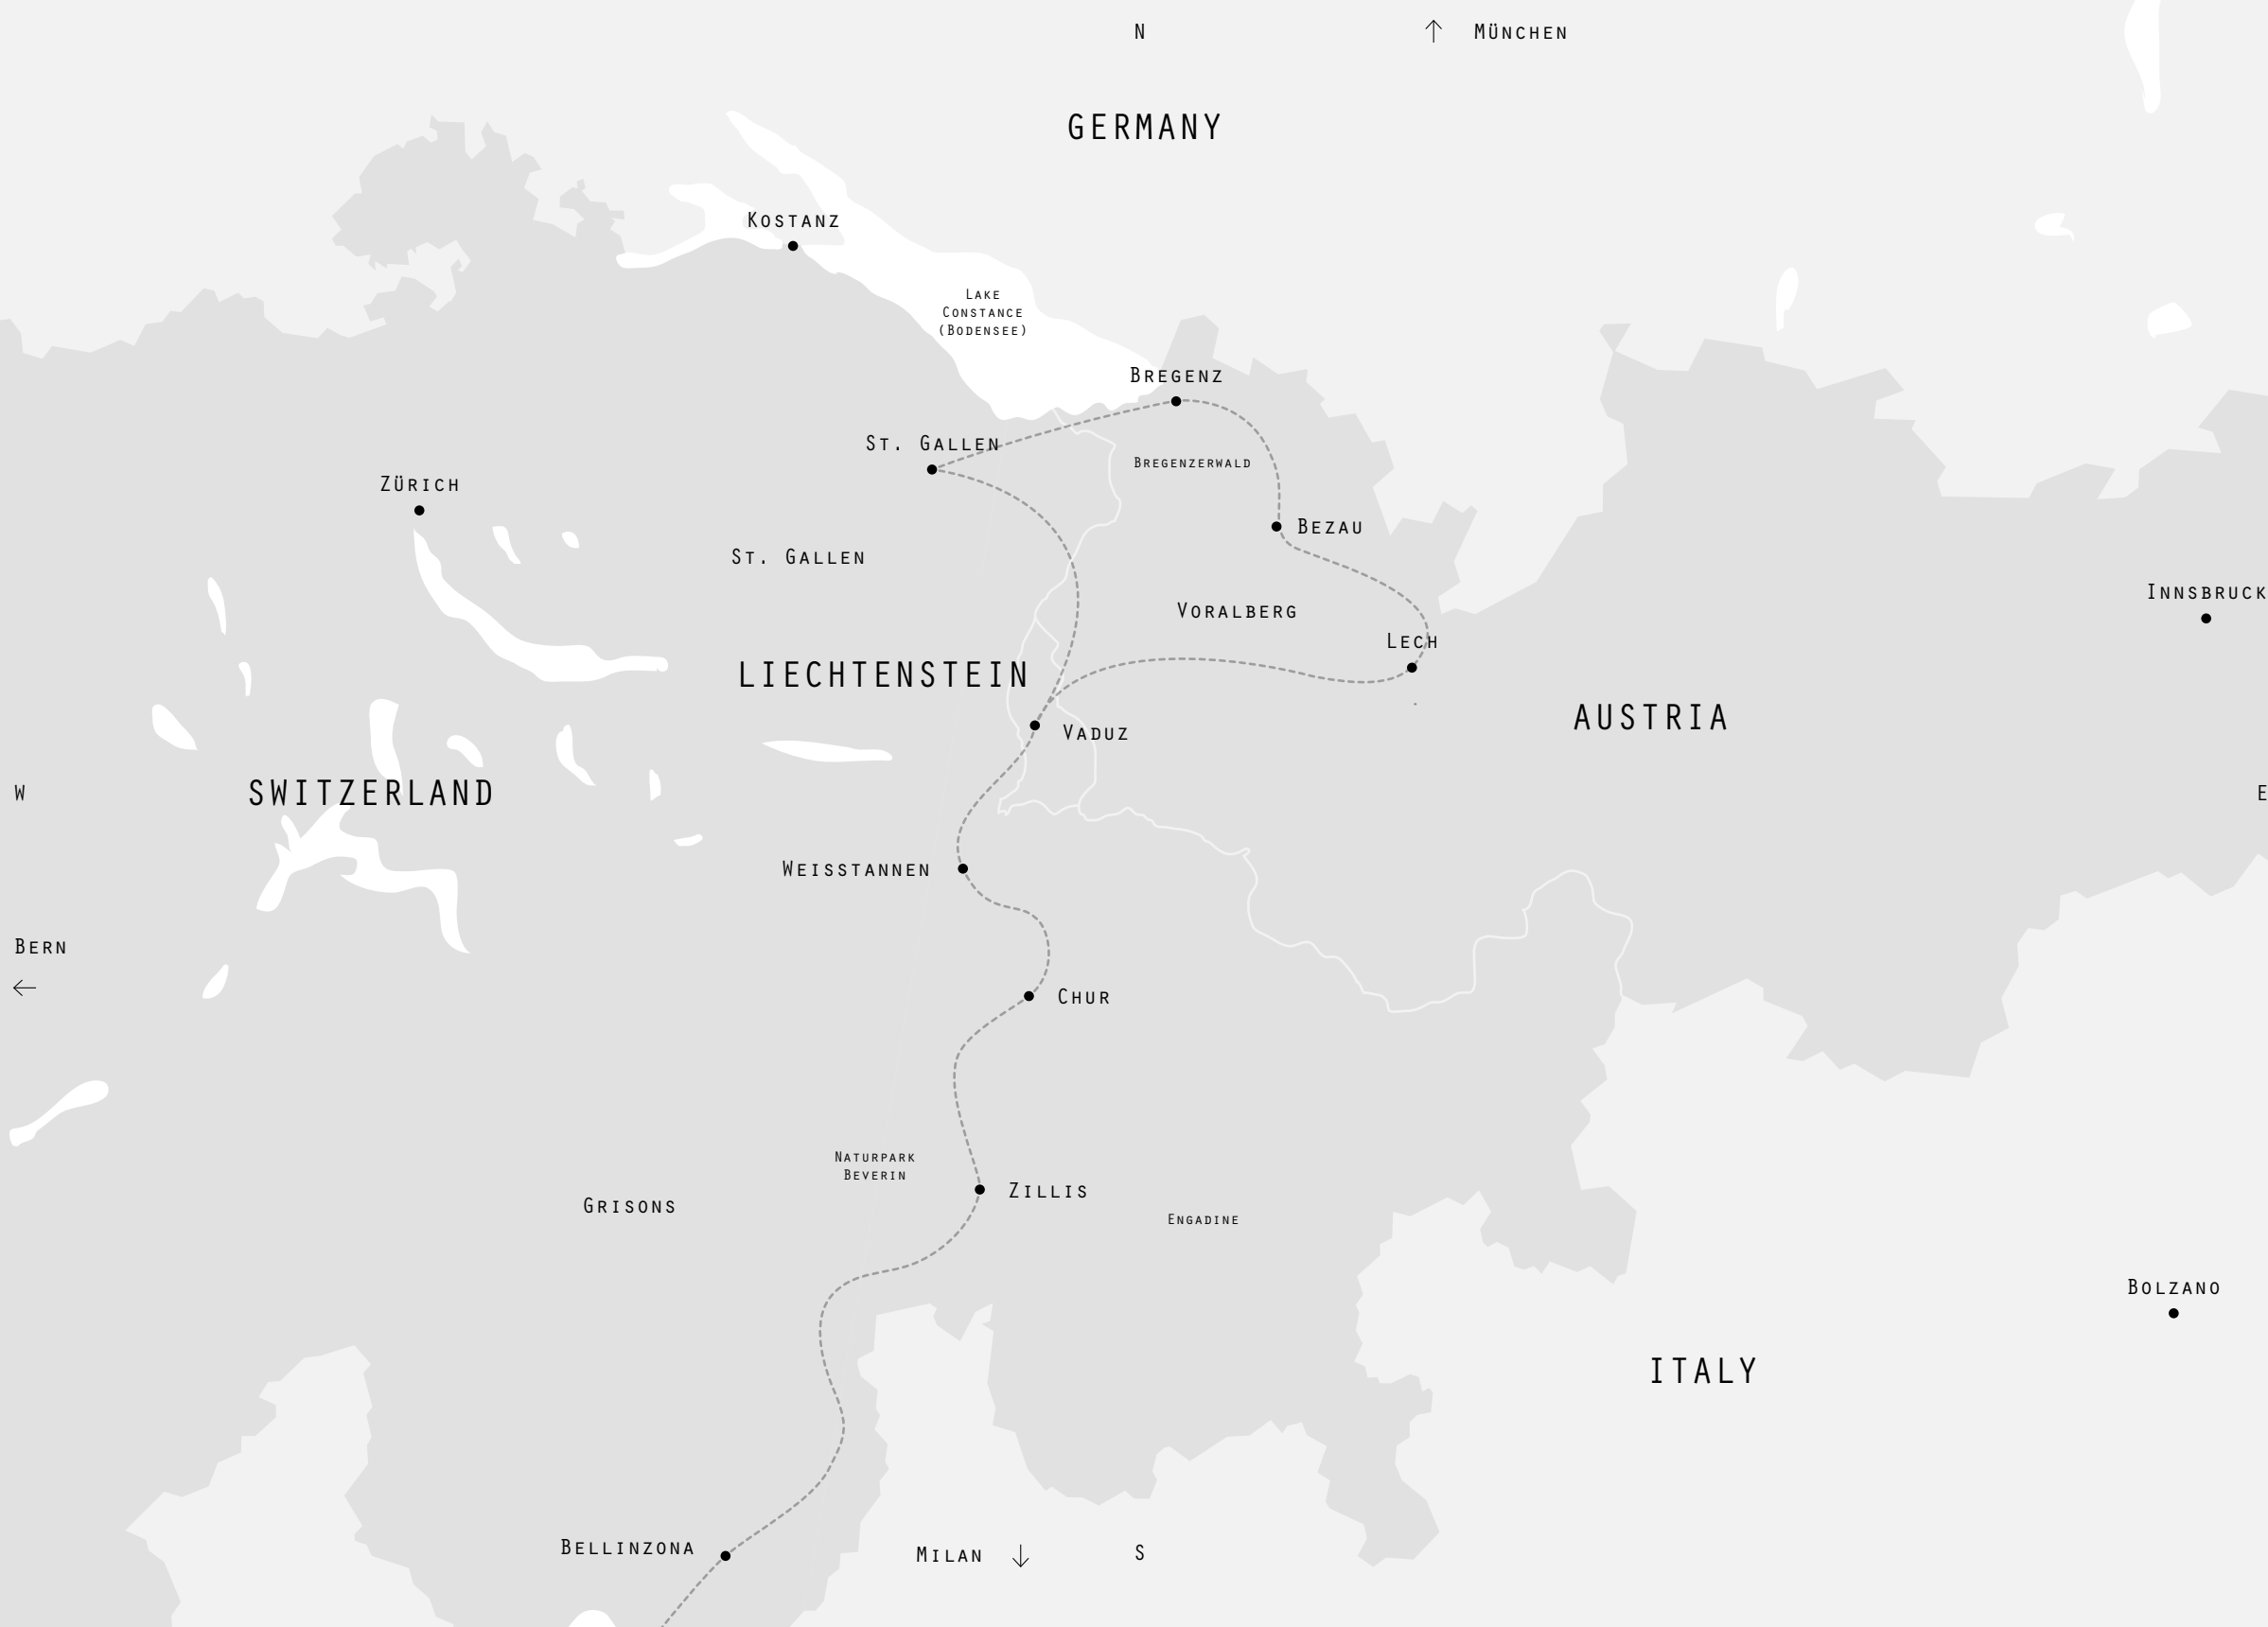 N
München
GERMANY
Kostanz
Lake
Constance
(Bodensee)
Bregenz
St. Gallen
Bregenzerwald
Zürich
Bezau
St. Gallen
Innsbruck
Voralberg
Lech
LIECHTENSTEIN
AUSTRIA
Vaduz
SWITZERLAND
W
E
Weisstannen
Bern
Chur
Naturpark
Beverin
Zillis
Grisons
Engadine
Bolzano
ITALY
Bellinzona
Milan
S